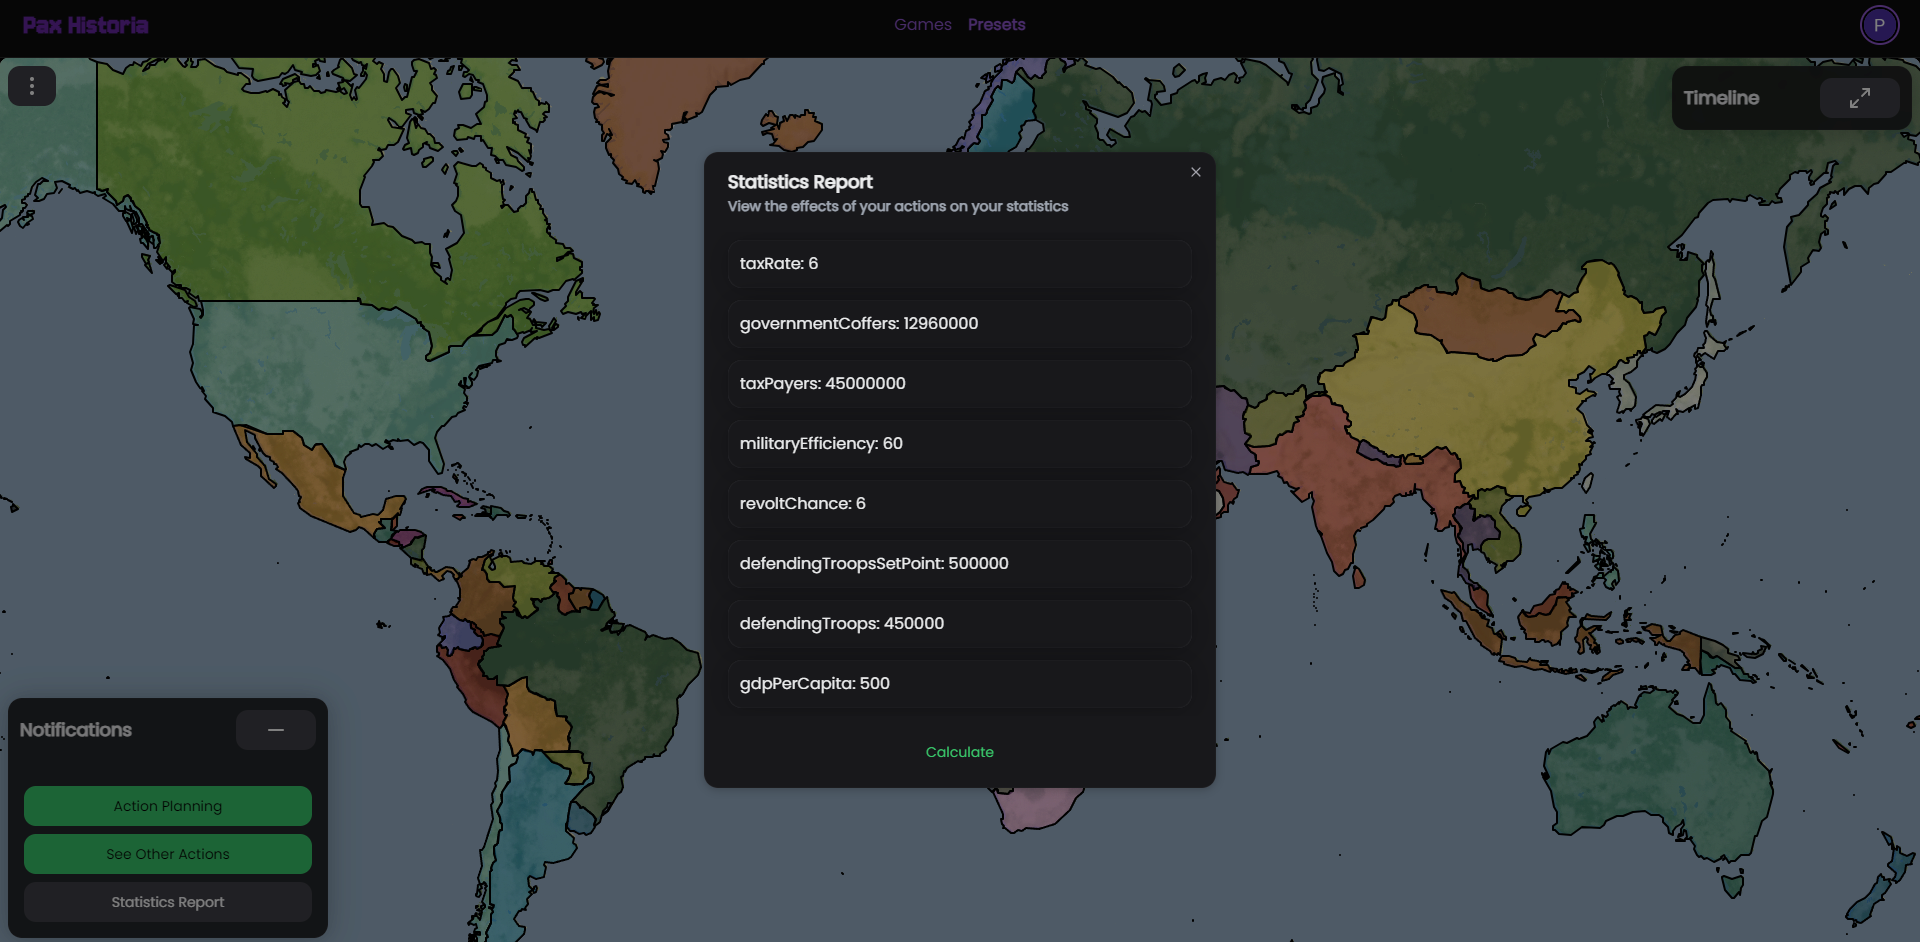 Pax Historia
Games
Presets
P
Timeline
Statistics Report
View the effects of your actions on your statistics
taxRate: 6
governmentCoffers: 12960000
taxPayers: 45000000
militaryEfficiency: 60
revoltChance: 6
defendingTroopsSetPoint: 500000
defendingTroops: 450000
gdpPerCapita: 500
Calculate
Notifications
Action Planning
See Other Actions
Statistics Report